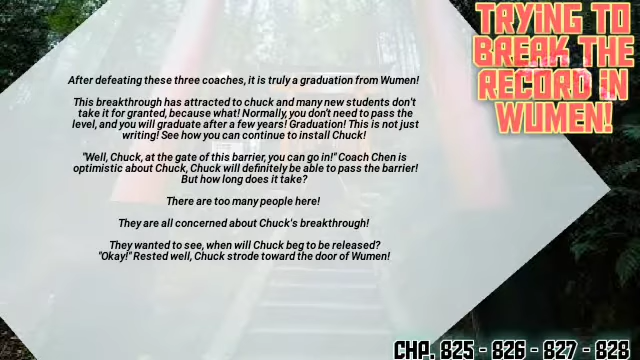 TRYING TO
BREAK THE
RECORD IN
WUMEN!
After defeating these three coaches, it is truly a graduation from Wumen!
This breakthrough has attracted to chuck and many new students don't
take it for granted, because what! Normally, you don't need to pass the
level, and you will graduate after a few years! Graduation! This is not just
writing! See how you can continue to install Chuck!
"Well, Chuck, at the gate of this barrier, you can go in!" Coach Chen is
optimistic about Chuck, Chuck will definitely be able to pass the barrier!
But how long does it take?
There are too many people here!
They are all concerned about Chuck's breakthrough!
They wanted to see, when will Chuck beg to be released?
"Okay!" Rested well, Chuck strode toward the door of Wumen!
CHP. 825 - 826 - 827 - 828